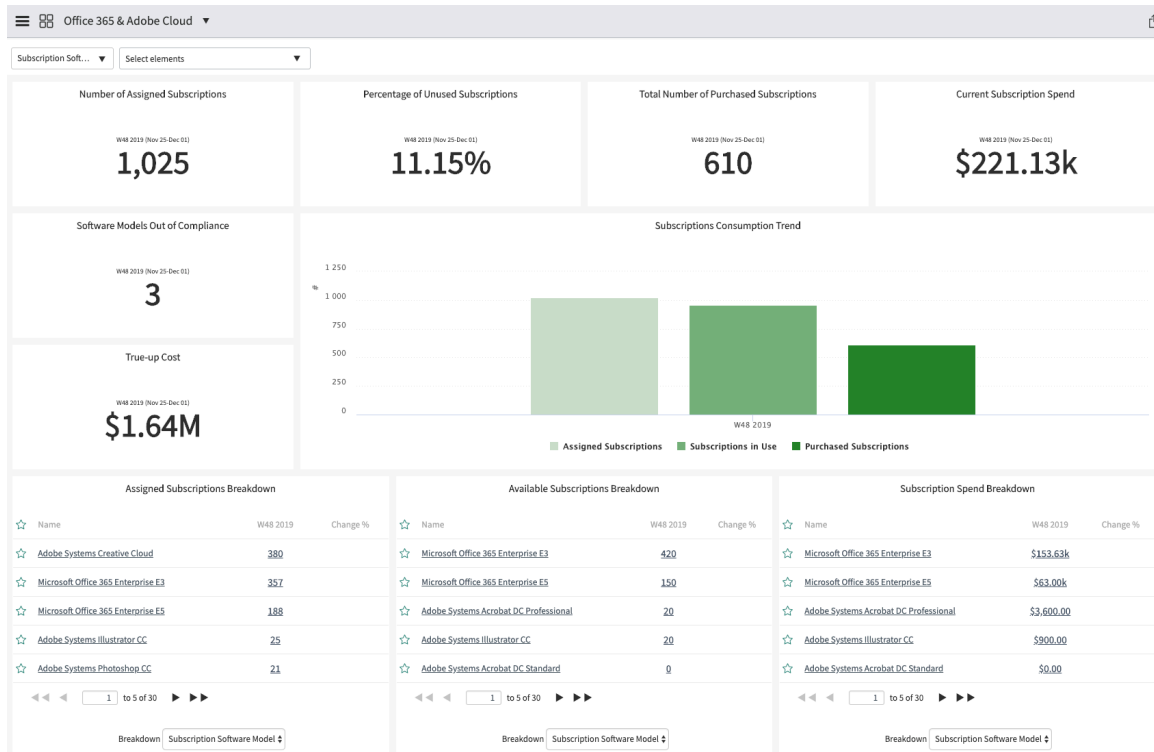 Office 365 & Adobe Cloud ▼
Subscription Soft... ▼ Select elements ▼
Number of Assigned Subscriptions
W48 2019 (Nov 25-Dec 01)
1,025
Percentage of Unused Subscriptions
W48 2019 (Nov 25-Dec 01)
11.15%
Total Number of Purchased Subscriptions
W48 2019 (Nov 25-Dec 01)
610
Current Subscription Spend
W48 2019 (Nov 25-Dec 01)
$221.13k
Software Models Out of Compliance
W48 2019 (Nov 25-Dec 01)
3
True-up Cost
W48 2019 (Nov 25-Dec 01)
$1.64M
Subscriptions Consumption Trend
%
1 250
1 000
750
500
250
0
W48 2019
Assigned Subscriptions Subscriptions in Use Purchased Subscriptions
Assigned Subscriptions Breakdown
Name W48 2019 Change %
Adobe Systems Creative Cloud 380
Microsoft Office 365 Enterprise E3 357
Microsoft Office 365 Enterprise E5 188
Adobe Systems Illustrator CC 25
Adobe Systems Photoshop CC 21
1 to 5 of 30
Breakdown Subscription Software Model
Available Subscriptions Breakdown
Name W48 2019 Change %
Microsoft Office 365 Enterprise E3 420
Microsoft Office 365 Enterprise E5 150
Adobe Systems Acrobat DC Professional 20
Adobe Systems Illustrator CC 20
Adobe Systems Acrobat DC Standard 0
1 to 5 of 30
Breakdown Subscription Software Model
Subscription Spend Breakdown
Name W48 2019 Change %
Microsoft Office 365 Enterprise E3 $153.63k
Microsoft Office 365 Enterprise E5 $63.00k
Adobe Systems Acrobat DC Professional $3,600.00
Adobe Systems Illustrator CC $900.00
Adobe Systems Acrobat DC Standard $0.00
1 to 5 of 30
Breakdown Subscription Software Model